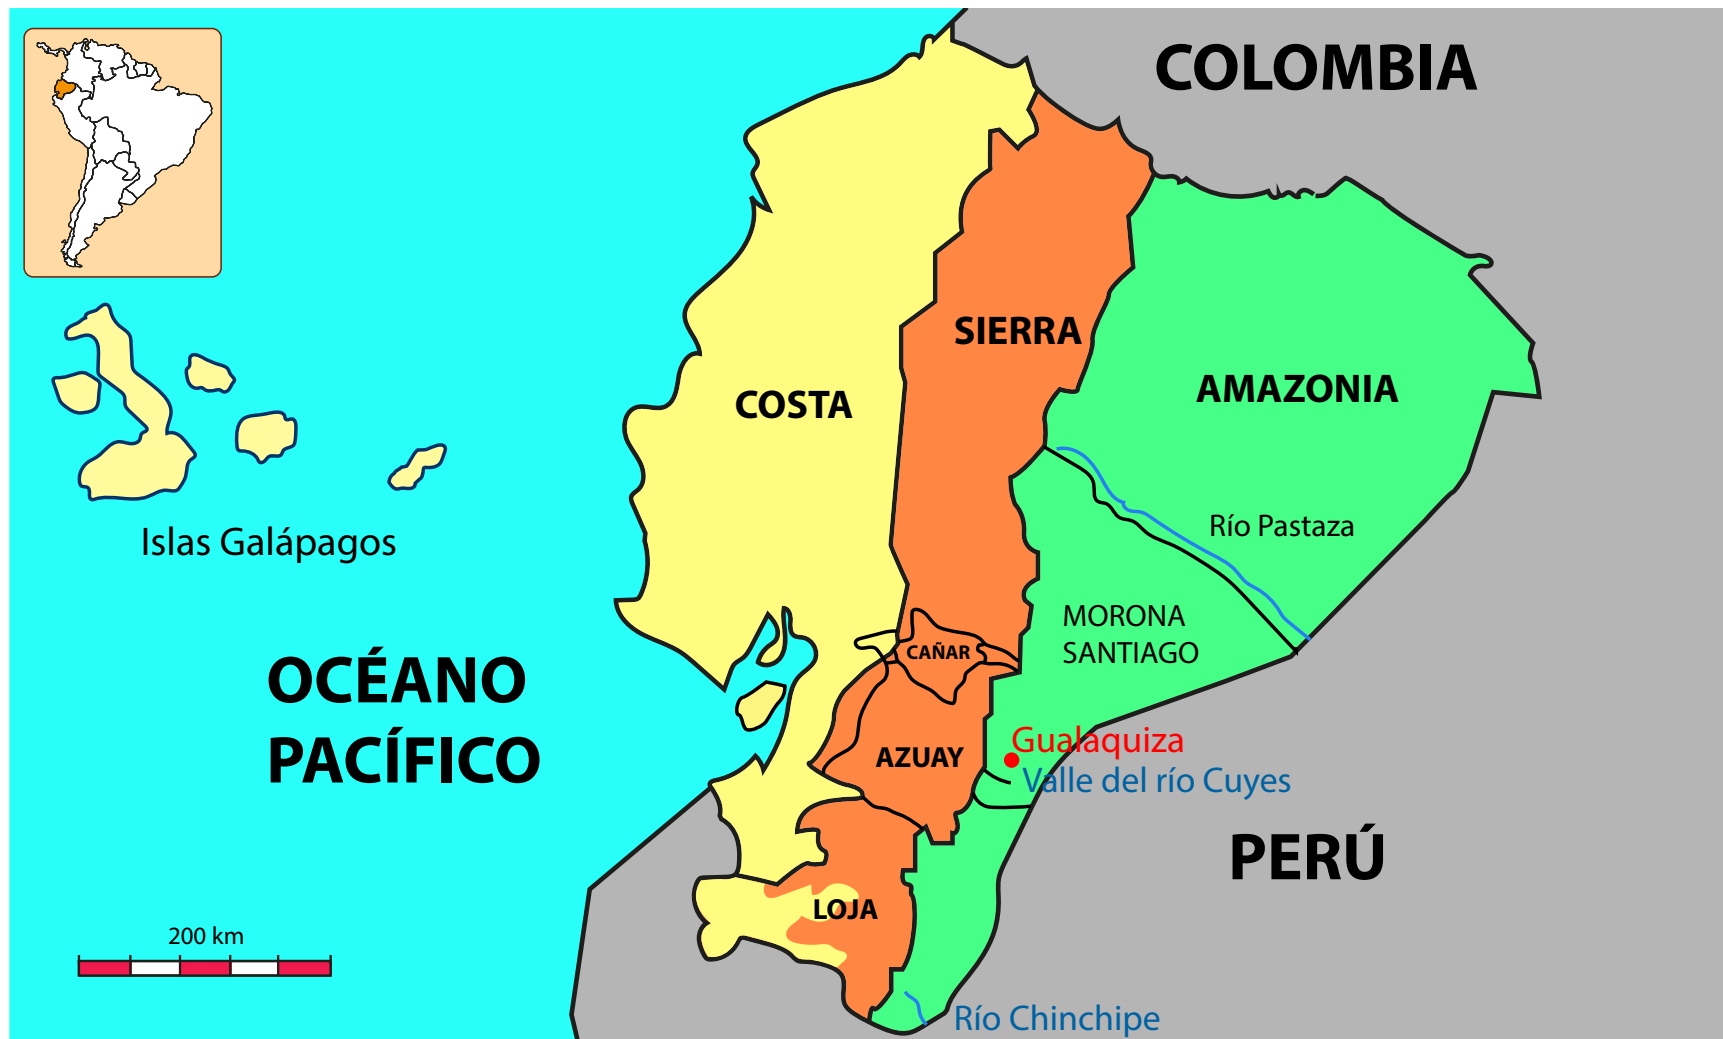 COLOMBIA
SIERRA
AMAZONIA
COSTA
Río Pastaza
Islas Galápagos
MORONA
SANTIAGO
CAÑAR
OCÉANO
PACÍFICO
Gualaquiza
AZUAY
Valle del río Cuyes
PERÚ
LOJA
200 km
Río Chinchipe